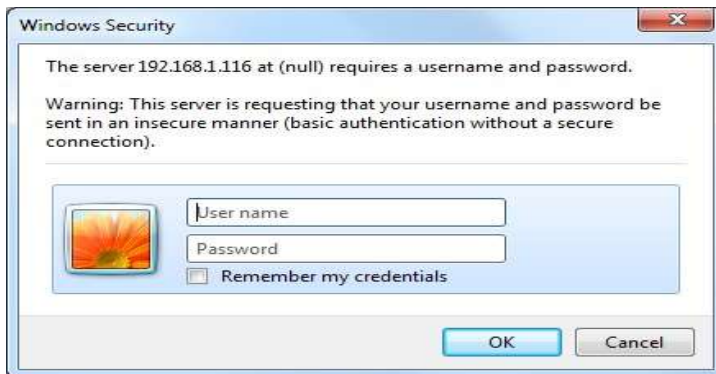 Windows Security
The server 192.168.1.116 at (null) requires a username and password.
Warning: This server is requesting that your username and password be
sent in an insecure manner (basic authentication without a secure
connection).
User name
Password
Remember my credentials
OK
Cancel